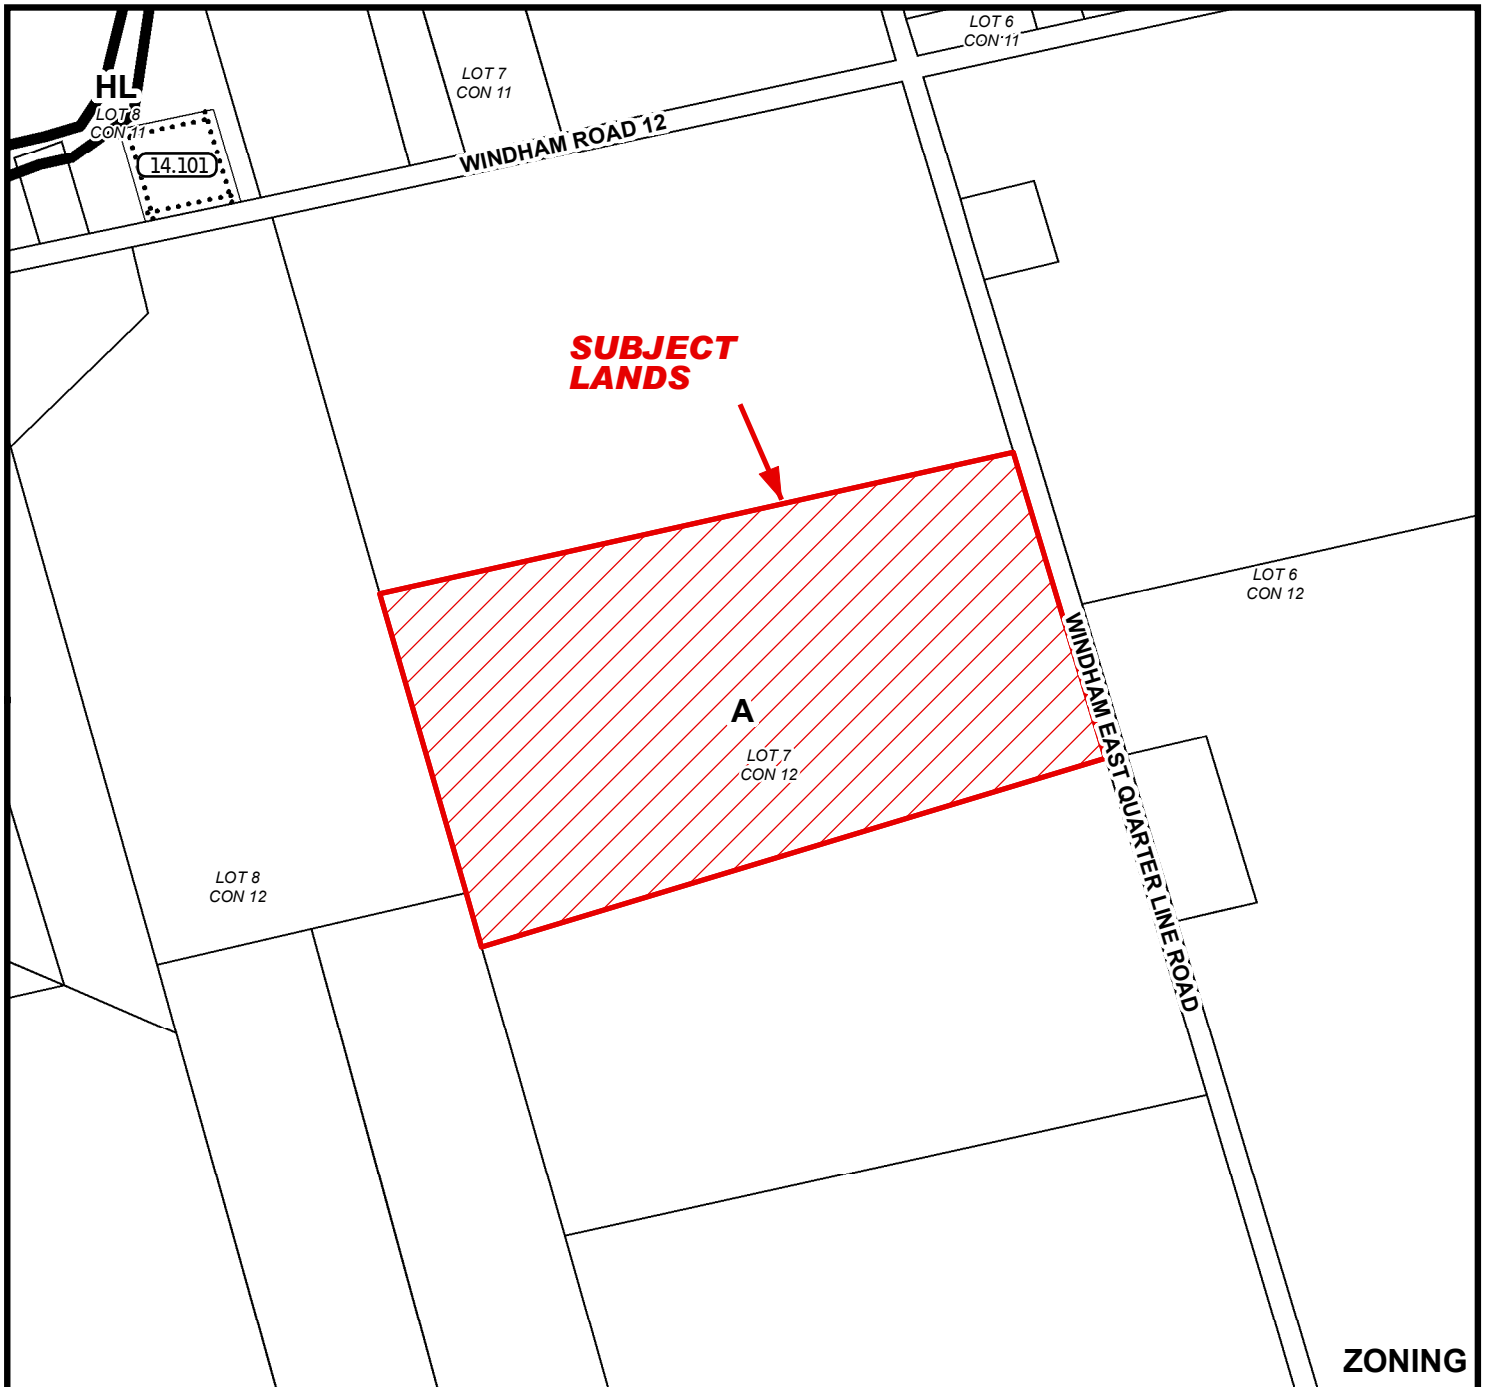 LOT 6
CON 11
LOT 7
CON 11
HL
LOT 8
CON 11
WINDHAM ROAD 12
14.101
SUBJECT
LANDS
LOT 6
CON 12
WINDHAM EAST QUARTER LINE ROAD
A
LOT 7
CON 12
LOT 8
CON 12
ZONING